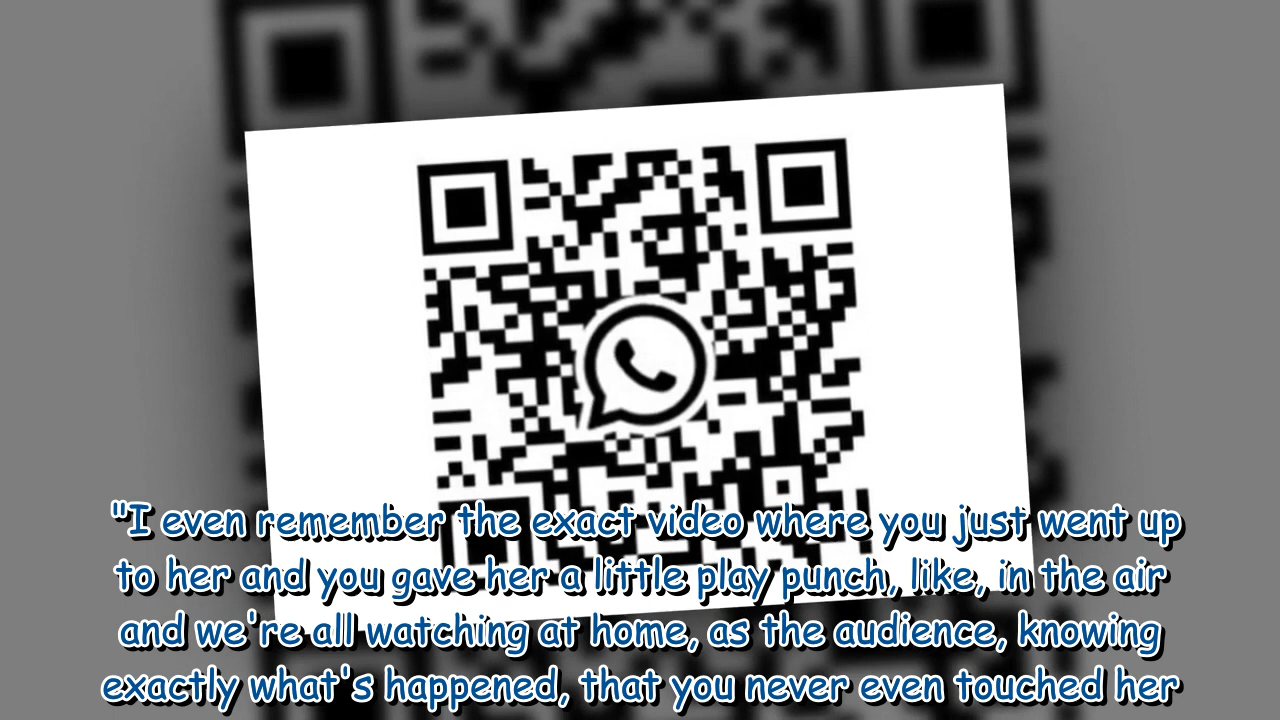 "I even remember the exact video where you just went up
to her and you gave her a little play punch, like, in the air
and we're all watching at home, as the audience, knowing
exactly what's happened, that you never even touched her